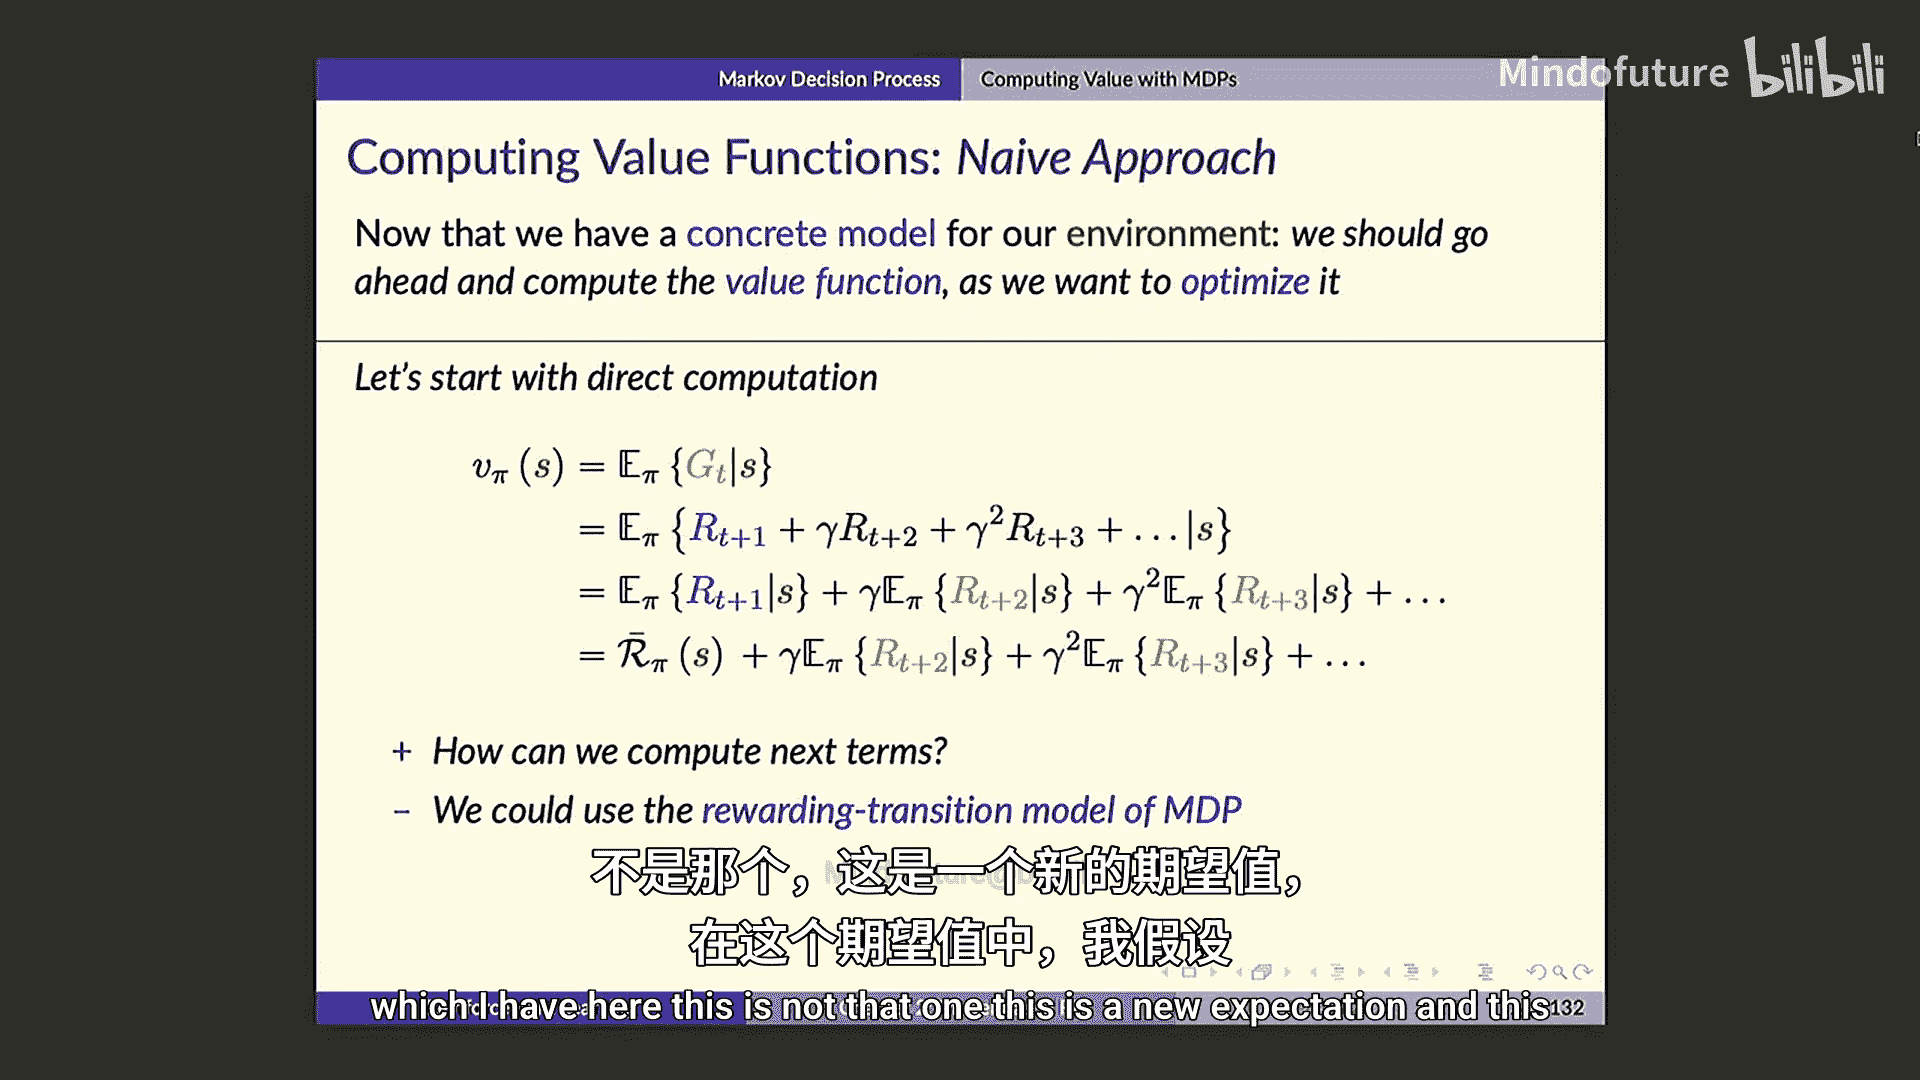 Markov Decision Process
Computing Value with MDPs
Mindofuture bilibili
Computing Value Functions: Naive Approach
Now that we have a concrete model for our environment: we should go
ahead and compute the value function, as we want to optimize it
Let's start with direct computation
v_π (s) = 𝔼_π {G_t|s}
= 𝔼_π {R_{t+1} + γR_{t+2} + γ²R_{t+3} + ...|s}
= 𝔼_π {R_{t+1}|s} + γ𝔼_π {R_{t+2}|s} + γ²𝔼_π {R_{t+3}|s} + ...
= R̄_π (s) + γ𝔼_π {R_{t+2}|s} + γ²𝔼_π {R_{t+3}|s} + ...
+ How can we compute next terms?
– We could use the rewarding-transition model of MDP
不是那个，这是一个新的期望值，
在这个期望值中，我假设
which I have here this is not that one this is a new expectation and this
132